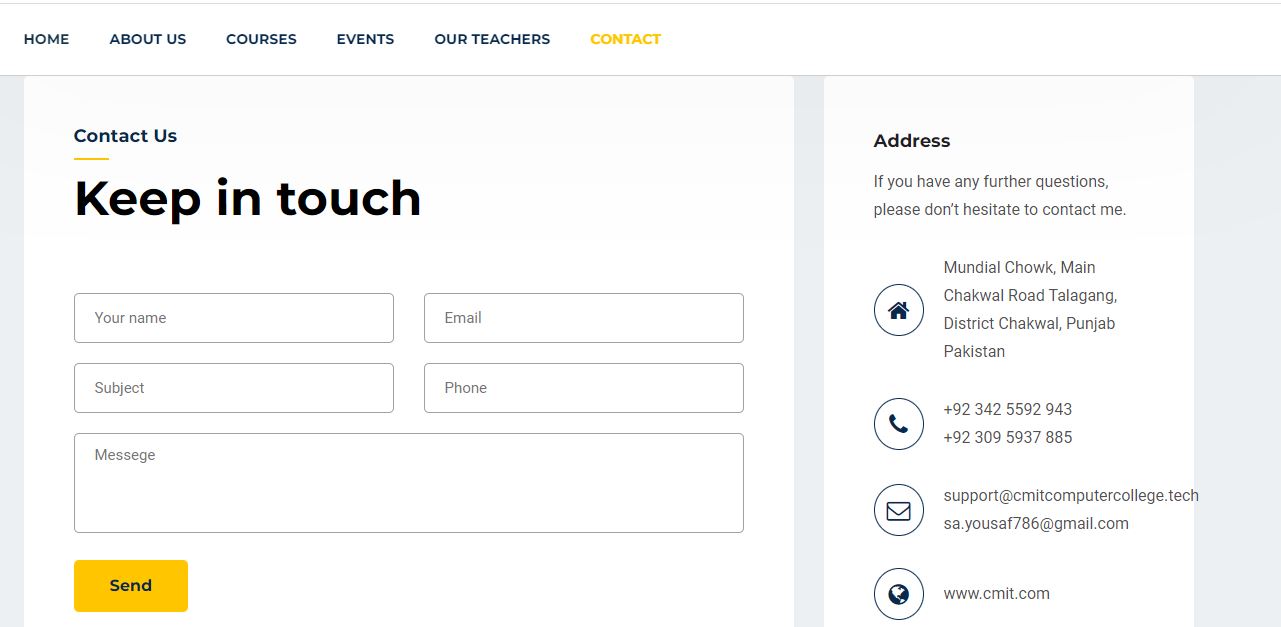 HOME ABOUT US COURSES EVENTS OUR TEACHERS CONTACT
Contact Us
Keep in touch
Your name
Email
Subject
Phone
Messege
Send
Address
If you have any further questions,
please don’t hesitate to contact me.
Mundial Chowk, Main
Chakwal Road Talagang,
District Chakwal, Punjab
Pakistan
+92 342 5592 943
+92 309 5937 885
support@cmitcomputercollege.tech
sa.yousaf786@gmail.com
www.cmit.com